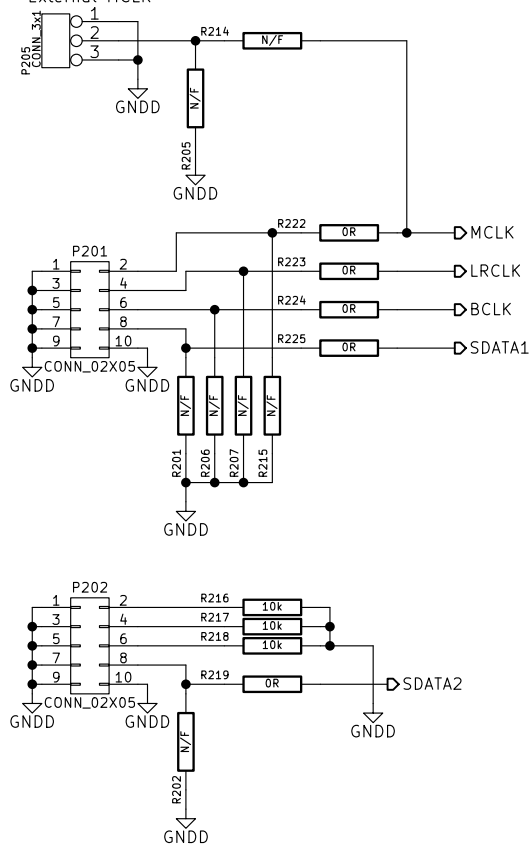 External MCLK
P205
CONN_3x1
1
2
3
GNDD
R214
N/F
N/F
R205
GNDD
R222
0R
MCLK
P201
R223
0R
LRCLK
1
2
3
4
R224
0R
BCLK
5
6
7
8
R225
0R
SDATA1
9
10
CONN_02X05
GNDD
GNDD
N/F
N/F
N/F
N/F
R201
R206
R207
R215
GNDD
P202
R216
10k
1
2
R217
10k
3
4
R218
10k
5
6
7
8
R219
0R
SDATA2
9
10
CONN_02X05
GNDD
GNDD
GNDD
N/F
R202
GNDD